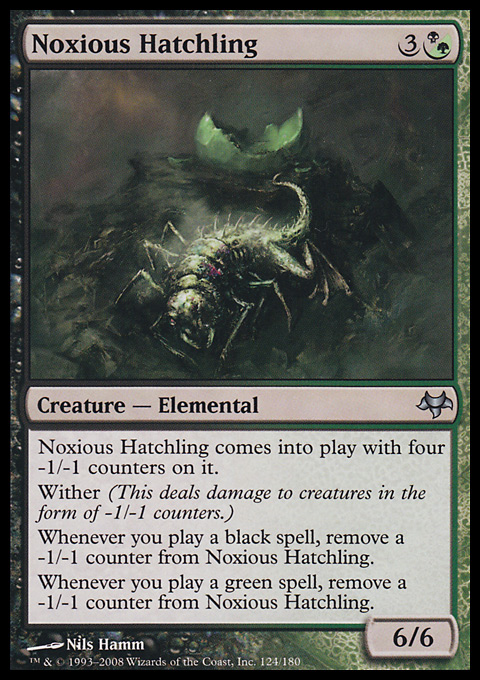 Noxious Hatchling 3
Creature — Elemental
Noxious Hatchling comes into play with four
-1/-1 counters on it.
Wither (This deals damage to creatures in the
form of -1/-1 counters.)
Whenever you play a black spell, remove a
-1/-1 counter from Noxious Hatchling.
Whenever you play a green spell, remove a
-1/-1 counter from Noxious Hatchling.
6/6
Nils Hamm
™ & © 1993–2008 Wizards of the Coast, Inc. 124/180